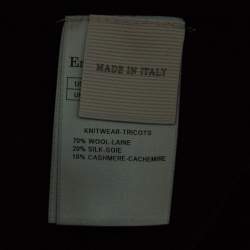 MADE IN ITALY
KNITWEAR-TRICOTS
70% WOOL-LAINE
20% SILK-SOIE
10% CASHMERE-CACHEMIRE